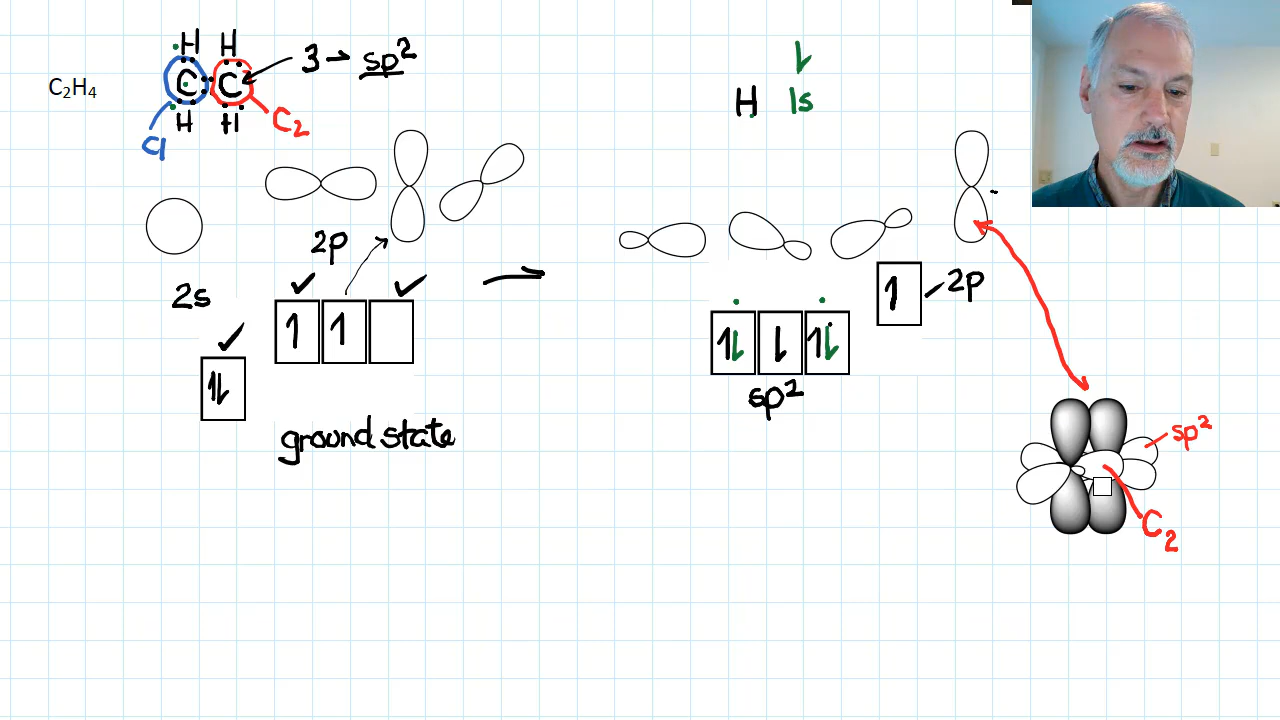 H H
C₂H₄ C C 3 → sp²
H H
C1 C₂
H 1s
2s 2p
ground state
sp² 2p
sp²
C₂